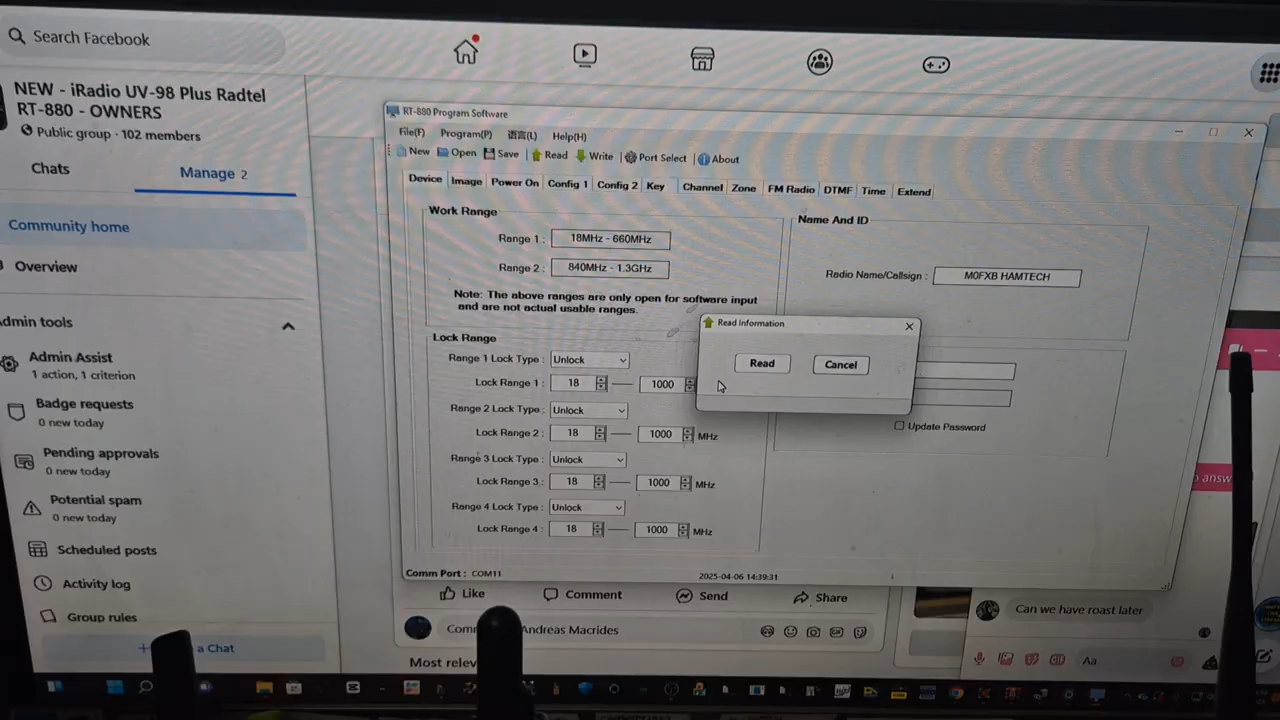 Search Facebook
NEW - iRadio UV-98 Plus Radtel
RT-880 - OWNERS
Public group · 102 members
Chats
Manage 2
Community home
Overview
dmin tools
Admin Assist
1 action, 1 criterion
Badge requests
0 new today
Pending approvals
0 new today
Potential spam
0 new today
Scheduled posts
Activity log
Group rules
a Chat
RT-880 Program Software
File(F) Program(P) 语言(L) Help(H)
New Open Save Read Write Port Select About
Device Image Power On Config 1 Config 2 Key Channel Zone FM Radio DTMF Time Extend
Work Range
Range 1 : 18MHz - 660MHz
Range 2 : 840MHz - 1.3GHz
Note: The above ranges are only open for software input
and are not actual usable ranges.
Lock Range
Range 1 Lock Type : Unlock
Lock Range 1 : 18 — 1000
Range 2 Lock Type : Unlock
Lock Range 2 : 18 — 1000 MHz
Range 3 Lock Type : Unlock
Lock Range 3 : 18 — 1000 MHz
Range 4 Lock Type : Unlock
Lock Range 4 : 18 — 1000 MHz
Name And ID
Radio Name/Callsign : M0FXB HAMTECH
Read Information
Read Cancel
Update Password
Comm Port : COM11
2025-04-06 14:39:31
Like Comment Send Share
Andreas Macrides
Most relev
answ
Can we have roast later
Aa